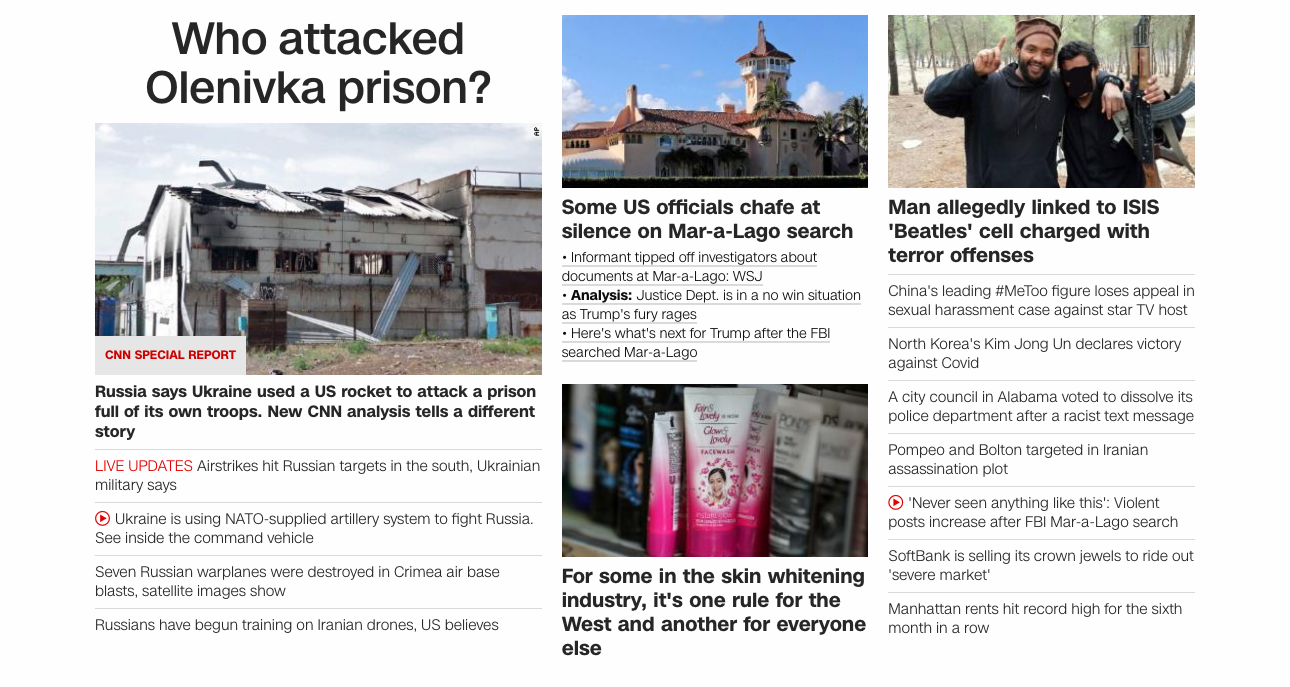 Who attacked
Olenivka prison?
AP
CNN SPECIAL REPORT
Russia says Ukraine used a US rocket to attack a prison
full of its own troops. New CNN analysis tells a different
story
LIVE UPDATES Airstrikes hit Russian targets in the south, Ukrainian
military says
Ukraine is using NATO-supplied artillery system to fight Russia.
See inside the command vehicle
Seven Russian warplanes were destroyed in Crimea air base
blasts, satellite images show
Russians have begun training on Iranian drones, US believes
Some US officials chafe at
silence on Mar-a-Lago search
• Informant tipped off investigators about
documents at Mar-a-Lago: WSJ
• Analysis: Justice Dept. is in a no win situation
as Trump's fury rages
• Here's what's next for Trump after the FBI
searched Mar-a-Lago
Fair &
Lovely IS NOW
Glow &
Lovely
FACEWASH
POND'S
For some in the skin whitening
industry, it's one rule for the
West and another for everyone
else
Man allegedly linked to ISIS
'Beatles' cell charged with
terror offenses
China's leading #MeToo figure loses appeal in
sexual harassment case against star TV host
North Korea's Kim Jong Un declares victory
against Covid
A city council in Alabama voted to dissolve its
police department after a racist text message
Pompeo and Bolton targeted in Iranian
assassination plot
'Never seen anything like this': Violent
posts increase after FBI Mar-a-Lago search
SoftBank is selling its crown jewels to ride out
'severe market'
Manhattan rents hit record high for the sixth
month in a row